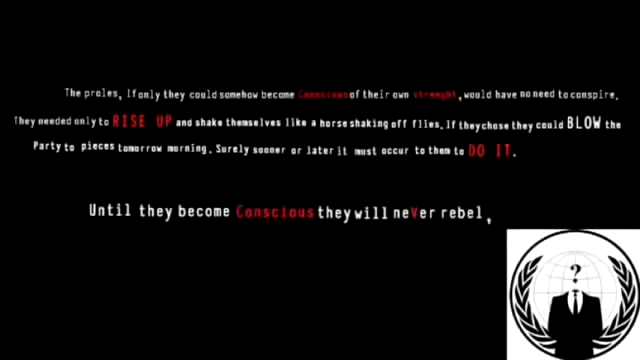 The proles, If only they could somehow become Conscious of their own strenght, would have no need to conspire.
They needed only to RISE UP and shake themselves like a horse shaking off flies. If they chose they could BLOW the
Party to pieces tomorrow morning. Surely sooner or later it must occur to them to DO IT.
Until they become Conscious they will neVer rebel,
?